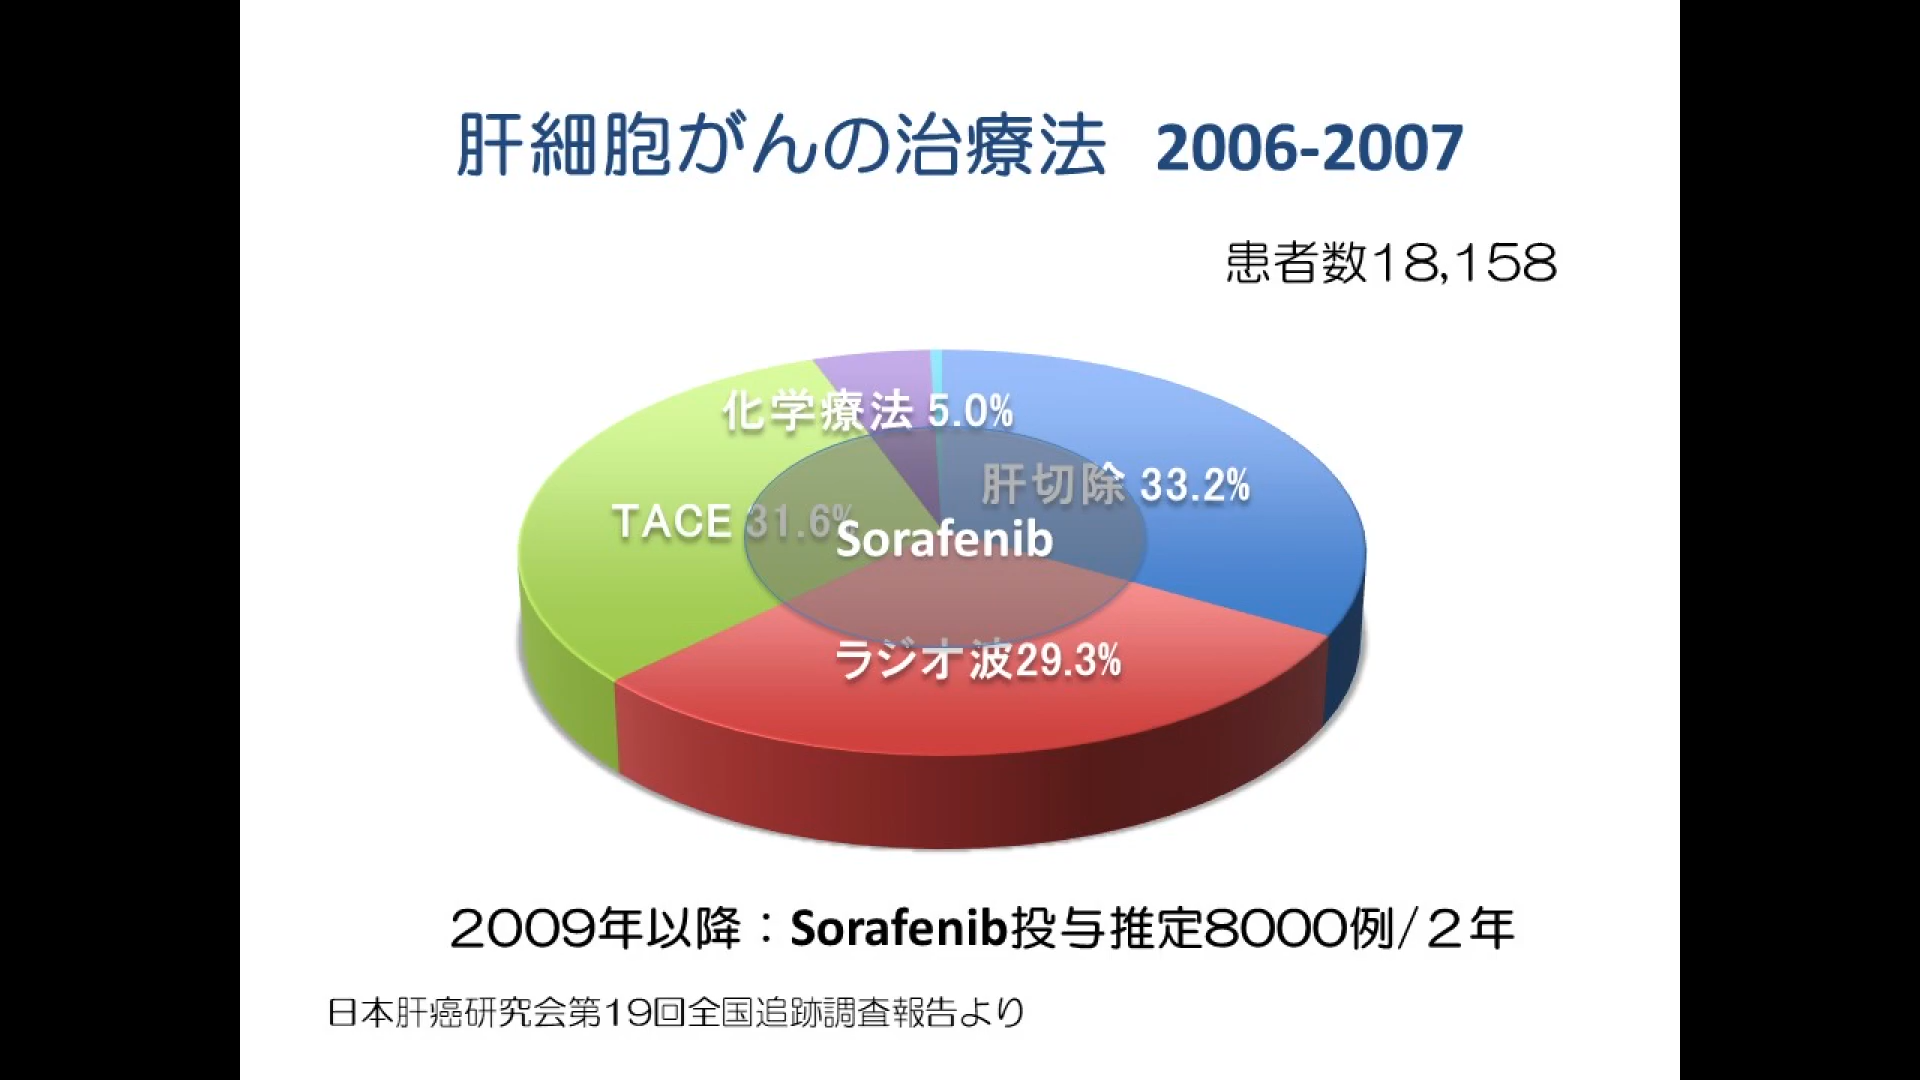 肝細胞がんの治療法 2006-2007
患者数18,158
化学療法 5.0%
肝切除 33.2%
TACE 31.6%
Sorafenib
ラジオ波29.3%
2009年以降：Sorafenib投与推定8000例/２年
日本肝癌研究会第19回全国追跡調査報告より